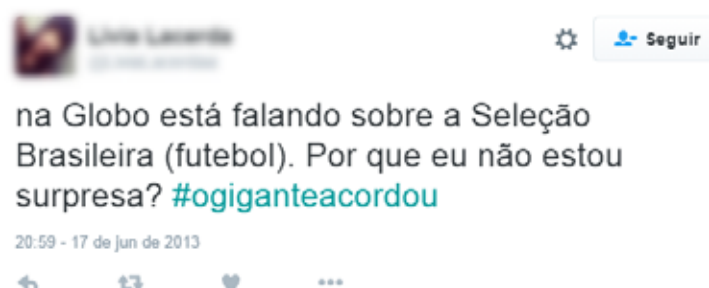 Seguir
na Globo está falando sobre a Seleção
Brasileira (futebol). Por que eu não estou
surpresa? #ogiganteacordou
20:59 - 17 de jun de 2013